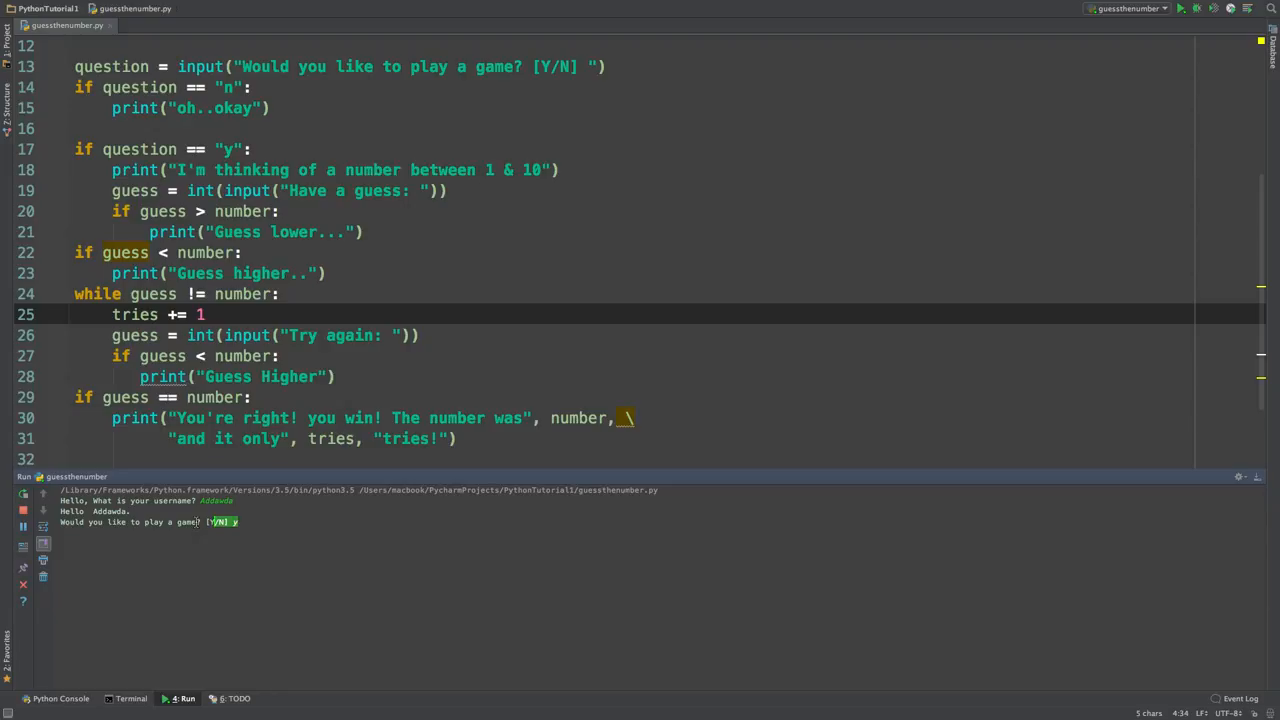 PythonTutorial1 guessthenumber.py guessthenumber
guessthenumber.py
12
13 question = input("Would you like to play a game? [Y/N] ")
14 if question == "n":
15 print("oh..okay")
16
17 if question == "y":
18 print("I'm thinking of a number between 1 & 10")
19 guess = int(input("Have a guess: "))
20 if guess > number:
21 print("Guess lower...")
22 if guess < number:
23 print("Guess higher..")
24 while guess != number:
25 tries += 1
26 guess = int(input("Try again: "))
27 if guess < number:
28 print("Guess Higher")
29 if guess == number:
30 print("You're right! you win! The number was", number, \
31 "and it only", tries, "tries!")
32
1: Project
Z: Structure
2: Favorites
Database
Run guessthenumber
/Library/Frameworks/Python.framework/Versions/3.5/bin/python3.5 /Users/macbook/PycharmProjects/PythonTutorial1/guessthenumber.py
Hello, What is your username? Addawda
Hello Addawda.
Would you like to play a game? [Y/N] y
Python Console Terminal 4: Run 6: TODO Event Log
5 chars 4:34 LF÷ UTF-8÷